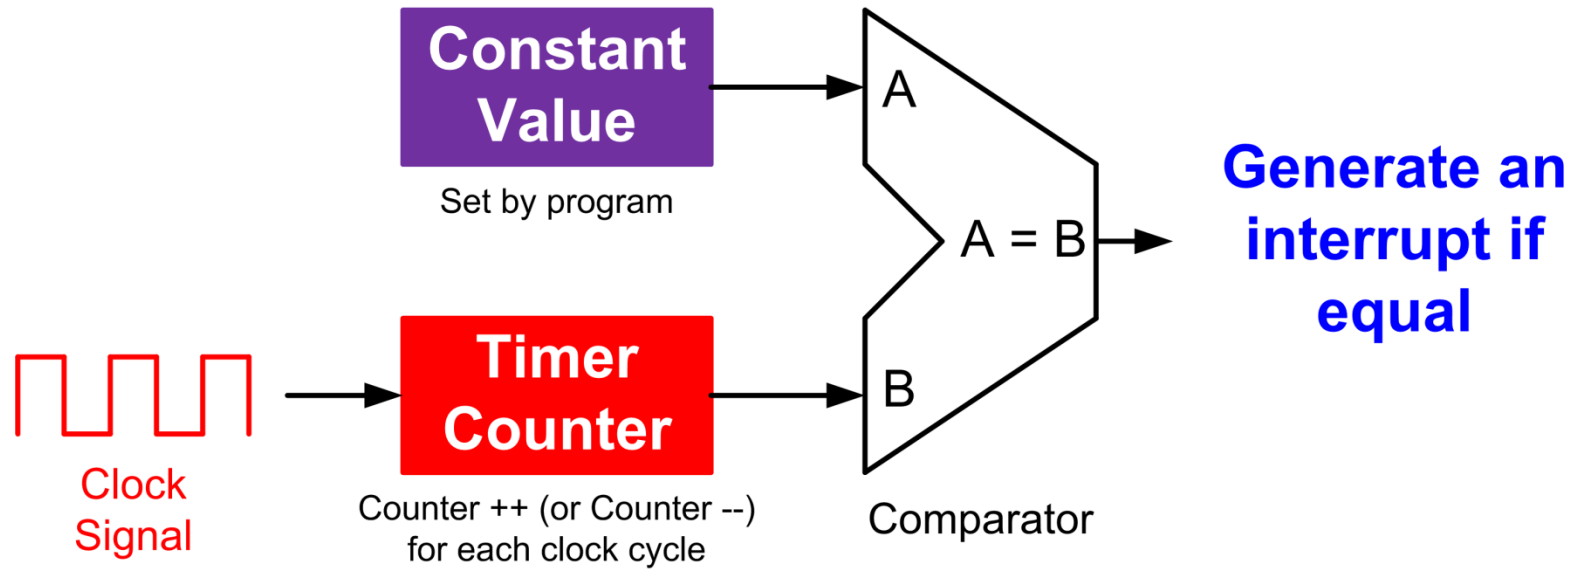 Constant
Value
Set by program
A
A = B
Generate an
interrupt if
equal
Timer
Counter
B
Clock
Signal
Counter ++ (or Counter --)
for each clock cycle
Comparator